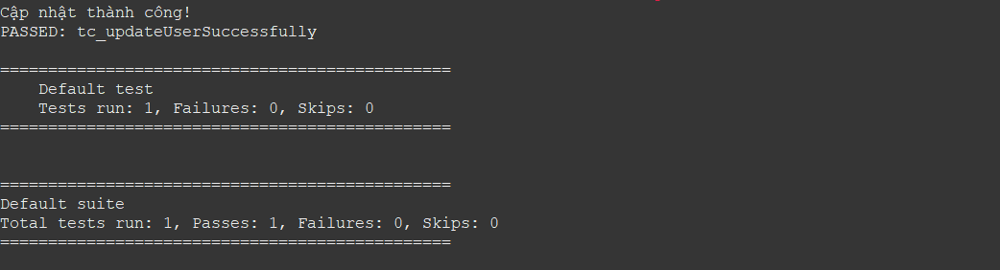 Cập nhật thành công!
PASSED: tc_updateUserSuccessfully
===============================================
    Default test
    Tests run: 1, Failures: 0, Skips: 0
===============================================
===============================================
Default suite
Total tests run: 1, Passes: 1, Failures: 0, Skips: 0
===============================================